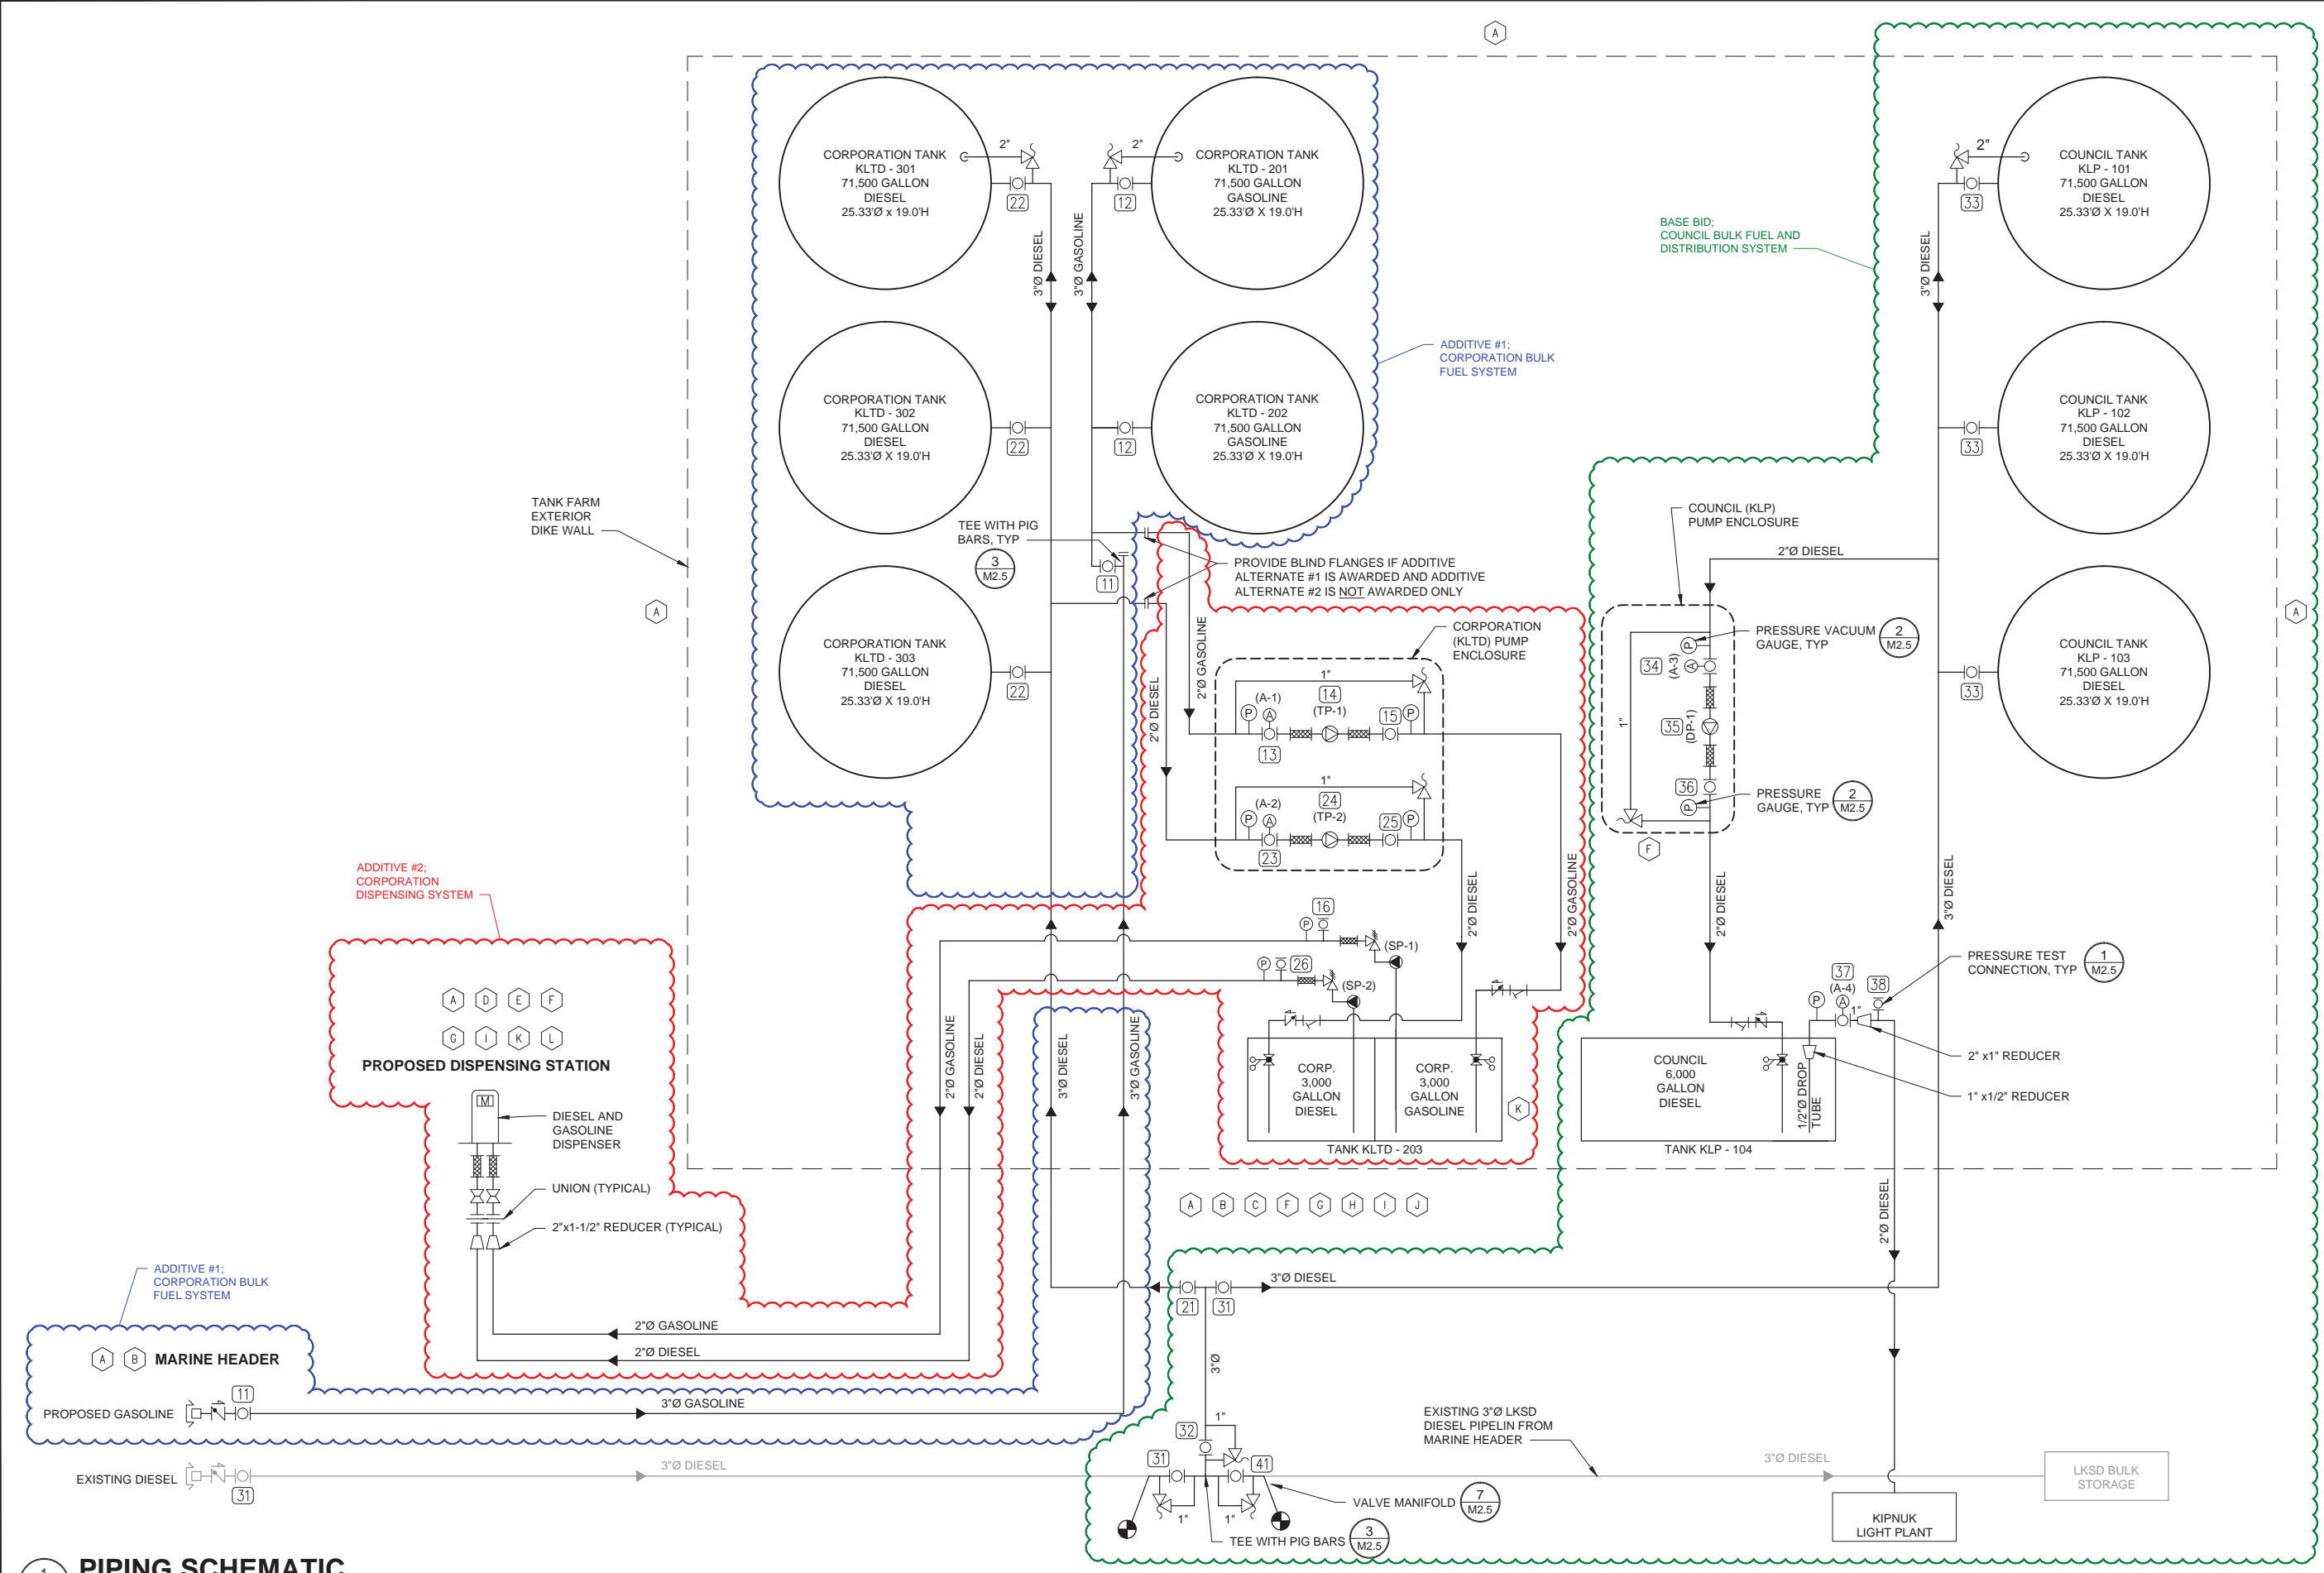 A
CORPORATION TANK
KLTD - 301
71,500 GALLON
DIESEL
25.33'Ø x 19.0'H
2"
22
3"Ø DIESEL
2"
12
3"Ø GASOLINE
CORPORATION TANK
KLTD - 201
71,500 GALLON
GASOLINE
25.33'Ø X 19.0'H
BASE BID;
COUNCIL BULK FUEL AND
DISTRIBUTION SYSTEM
2"
33
3"Ø DIESEL
COUNCIL TANK
KLP - 101
71,500 GALLON
DIESEL
25.33'Ø X 19.0'H
ADDITIVE #1;
CORPORATION BULK
FUEL SYSTEM
CORPORATION TANK
KLTD - 302
71,500 GALLON
DIESEL
25.33'Ø X 19.0'H
22
12
CORPORATION TANK
KLTD - 202
71,500 GALLON
GASOLINE
25.33'Ø X 19.0'H
33
COUNCIL TANK
KLP - 102
71,500 GALLON
DIESEL
25.33'Ø X 19.0'H
TANK FARM
EXTERIOR
DIKE WALL
TEE WITH PIG
BARS, TYP
3
M2.5
11
PROVIDE BLIND FLANGES IF ADDITIVE
ALTERNATE #1 IS AWARDED AND ADDITIVE
ALTERNATE #2 IS NOT AWARDED ONLY
COUNCIL (KLP)
PUMP ENCLOSURE
2"Ø DIESEL
A
A
CORPORATION TANK
KLTD - 303
71,500 GALLON
DIESEL
25.33'Ø X 19.0'H
22
2"Ø DIESEL
2"Ø GASOLINE
CORPORATION
(KLTD) PUMP
ENCLOSURE
1"
14
(TP-1)
(A-1)
P
A
13
15
P
1"
24
(TP-2)
(A-2)
P
A
23
25
P
PRESSURE VACUUM
GAUGE, TYP
2
M2.5
P
34
(A-3)
A
1"
35
(DP-1)
36
P
PRESSURE
GAUGE, TYP
2
M2.5
F
33
COUNCIL TANK
KLP - 103
71,500 GALLON
DIESEL
25.33'Ø X 19.0'H
ADDITIVE #2;
CORPORATION
DISPENSING SYSTEM
2"Ø DIESEL
2"Ø GASOLINE
2"Ø DIESEL
3"Ø DIESEL
P
16
(SP-1)
P
26
(SP-2)
PRESSURE TEST
CONNECTION, TYP
1
M2.5
37
(A-4)
P
A
1"
38
A D E F
G I K L
PROPOSED DISPENSING STATION
2"Ø GASOLINE
2"Ø DIESEL
3"Ø DIESEL
3"Ø GASOLINE
CORP.
3,000
GALLON
DIESEL
CORP.
3,000
GALLON
GASOLINE
K
TANK KLTD - 203
COUNCIL
6,000
GALLON
DIESEL
1/2"Ø DROP
TUBE
TANK KLP - 104
2" x1" REDUCER
1" x1/2" REDUCER
M
DIESEL AND
GASOLINE
DISPENSER
UNION (TYPICAL)
2"x1-1/2" REDUCER (TYPICAL)
A B C F G H I J
2"Ø DIESEL
ADDITIVE #1;
CORPORATION BULK
FUEL SYSTEM
21
31
3"Ø DIESEL
2"Ø GASOLINE
2"Ø DIESEL
3"Ø
A B MARINE HEADER
PROPOSED GASOLINE
11
3"Ø GASOLINE
EXISTING 3"Ø LKSD
DIESEL PIPELIN FROM
MARINE HEADER
32
1"
31
41
EXISTING DIESEL
31
3"Ø DIESEL
3"Ø DIESEL
LKSD BULK
STORAGE
1"
1"
VALVE MANIFOLD
7
M2.5
TEE WITH PIG BARS
3
M2.5
KIPNUK
LIGHT PLANT
1
PIPING SCHEMATIC